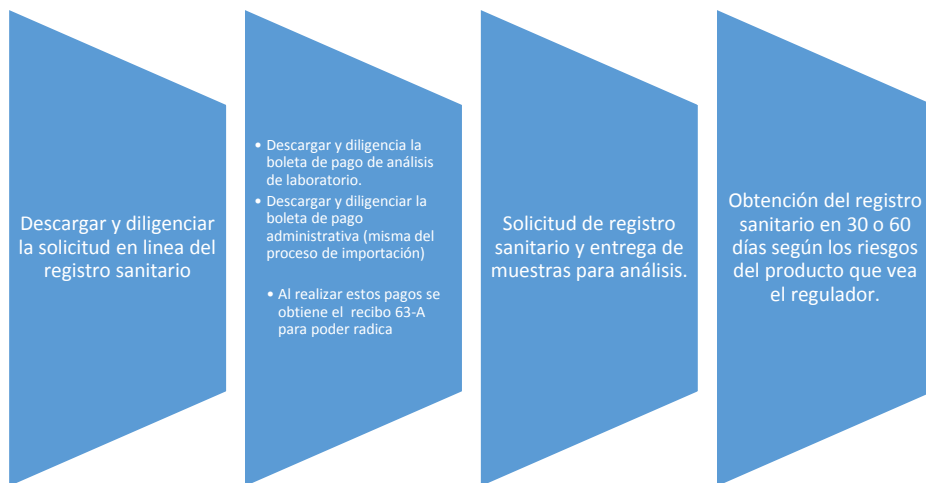 Descargar y diligenciar
la solicitud en linea del
registro sanitario
• Descargar y diligencia la
boleta de pago de análisis
de laboratorio.
• Descargar y diligenciar la
boleta de pago
administrativa (misma del
proceso de importación)
• Al realizar estos pagos se
obtiene el recibo 63-A
para poder radica
Solicitud de registro
sanitario y entrega de
muestras para análisis.
Obtención del registro
sanitario en 30 o 60
días según los riesgos
del producto que vea
el regulador.